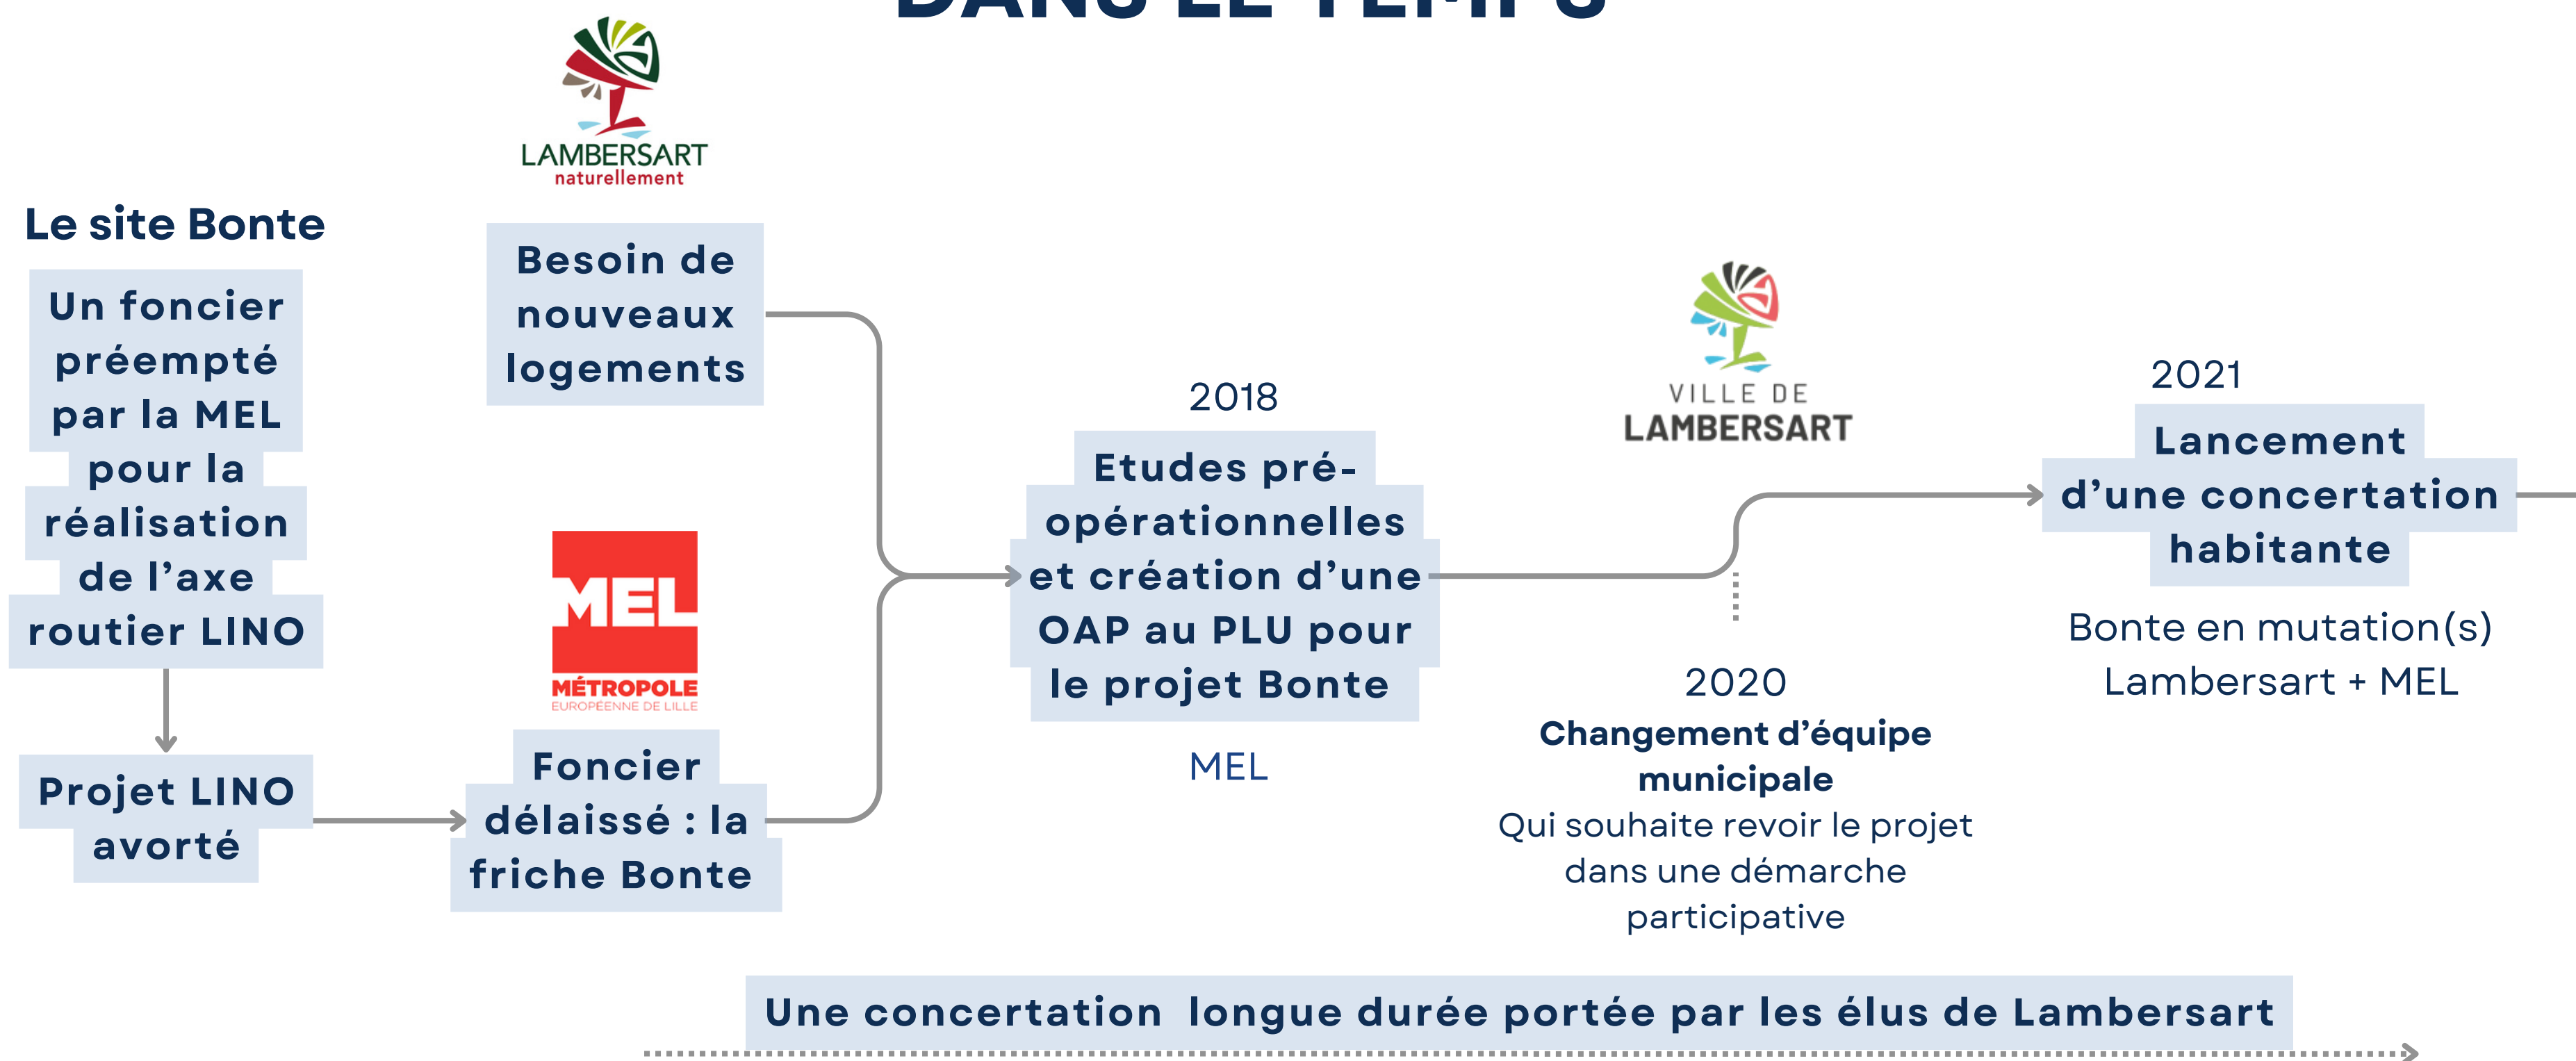 DANS LE TEMPS
LAMBERSART
naturellement
Le site Bonte
Un foncier
préempté
par la MEL
pour la
réalisation
de l'axe
routier LINO
Projet LINO
avorté
Besoin de
nouveaux
logements
MEL
MÉTROPOLE
EUROPÉENNE DE LILLE
Foncier
délaissé : la
friche Bonte
2018
Etudes pré-
opérationnelles
et création d'une
OAP au PLU pour
le projet Bonte
MEL
VILLE DE
LAMBERSART
2020
Changement d'équipe
municipale
Qui souhaite revoir le projet
dans une démarche
participative
2021
Lancement
d'une concertation
habitante
Bonte en mutation(s)
Lambersart + MEL
Une concertation  longue durée portée par les élus de Lambersart